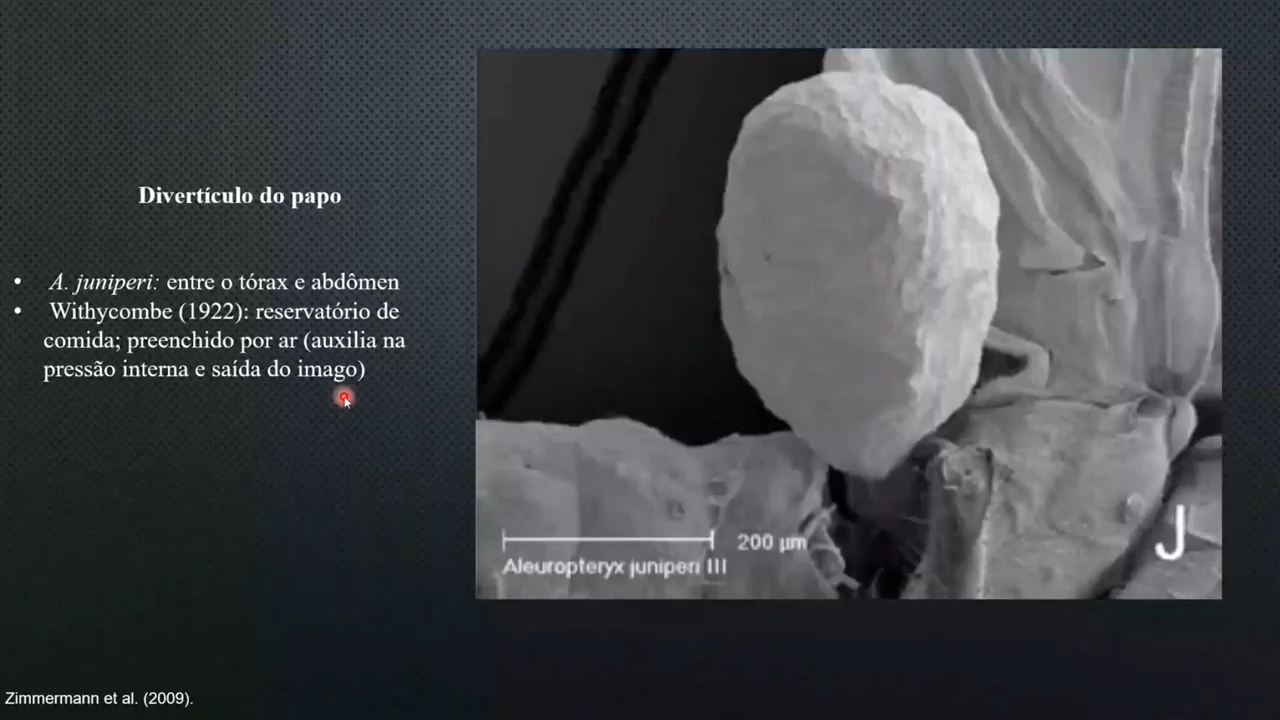 Divertículo do papo
• A. juniperi: entre o tórax e abdômen
• Withycombe (1922): reservatório de
comida; preenchido por ar (auxilia na
pressão interna e saída do imago)
200 µm
Aleuropteryx juniperi III
J
Zimmermann et al. (2009).